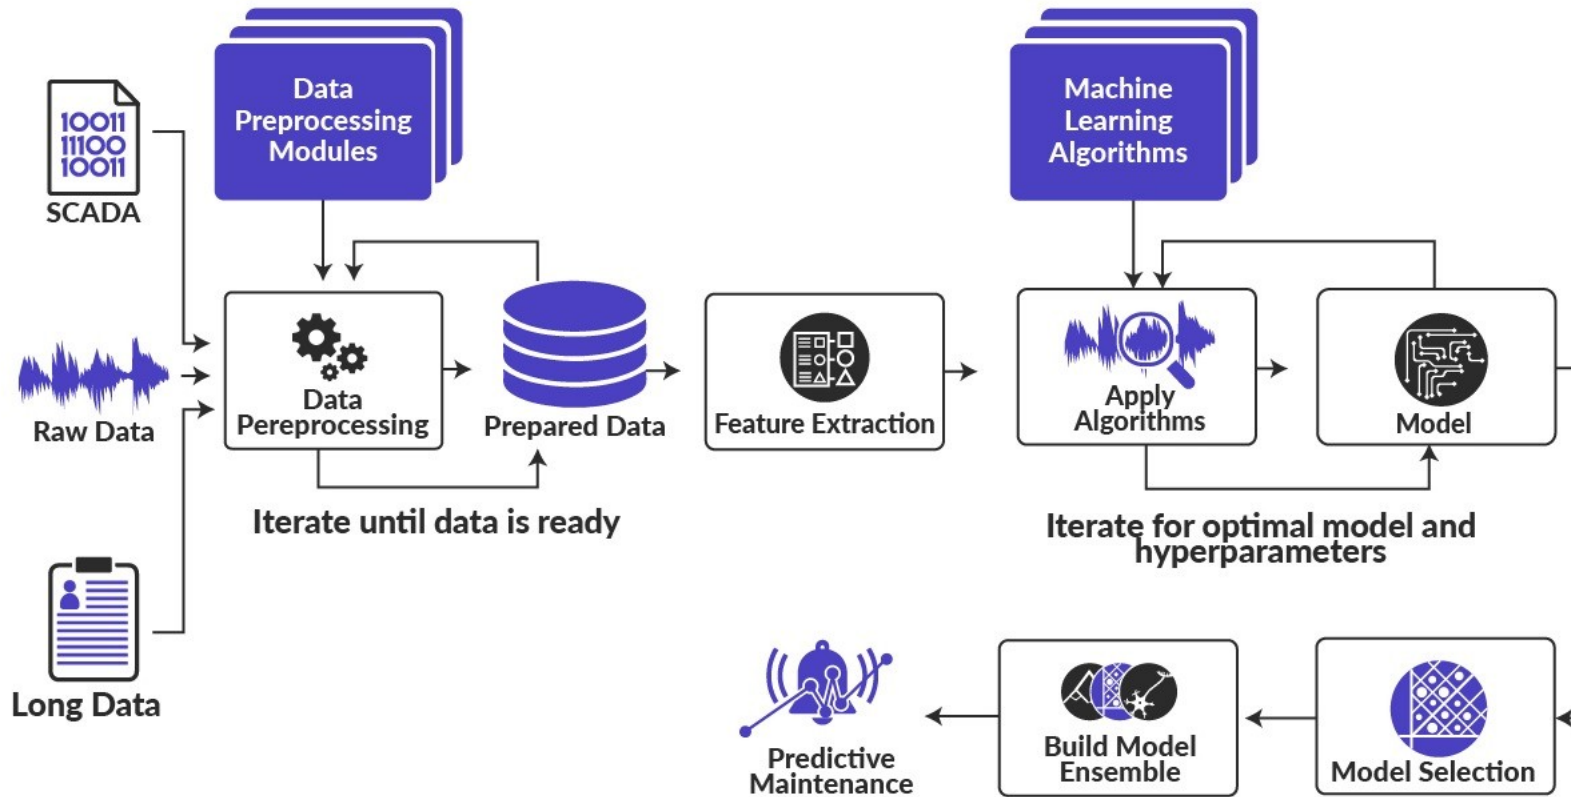 Data
Preprocessing
Modules
Machine
Learning
Algorithms
10011
11100
10011
SCADA
Raw Data
Data
Pereprocessing
Prepared Data
Feature Extraction
Apply
Algorithms
Model
Iterate until data is ready
Iterate for optimal model and
hyperparameters
Long Data
Predictive
Maintenance
Build Model
Ensemble
Model Selection